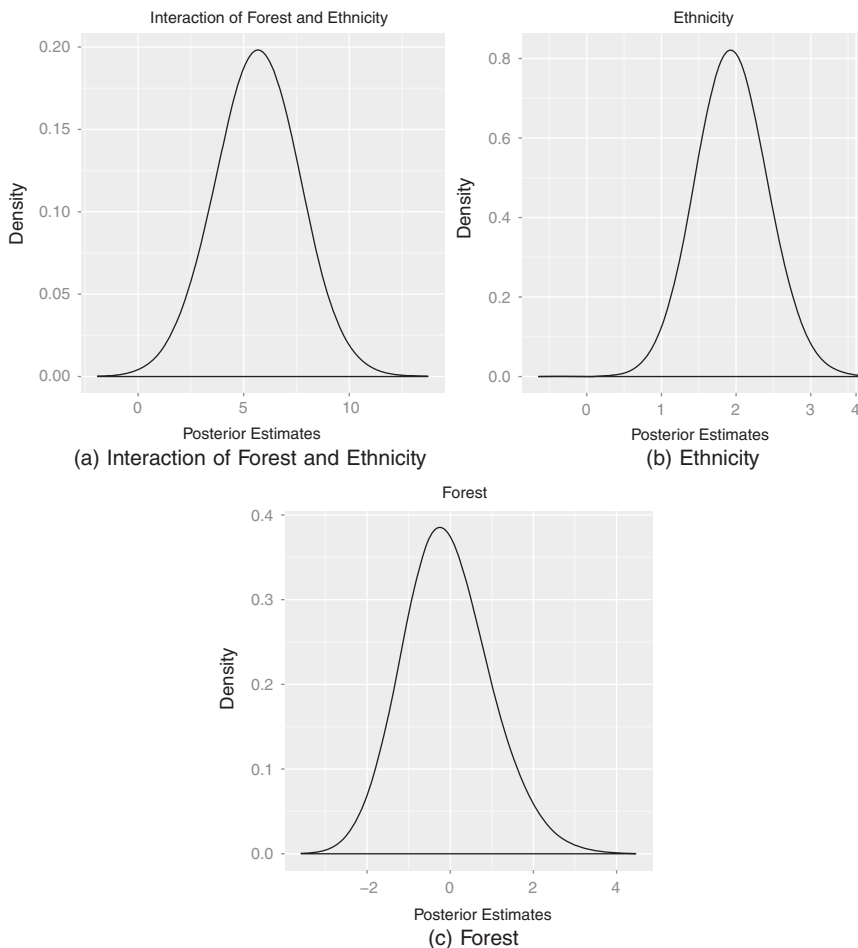 Interaction of Forest and Ethnicity
0.20
0.15
0.10
0.05
0.00
Density
0 5 10
Posterior Estimates
(a) Interaction of Forest and Ethnicity
Ethnicity
0.8
0.6
0.4
0.2
0.0
Density
0 1 2 3 4
Posterior Estimates
(b) Ethnicity
Forest
0.4
0.3
0.2
0.1
0.0
Density
−2 0 2 4
Posterior Estimates
(c) Forest